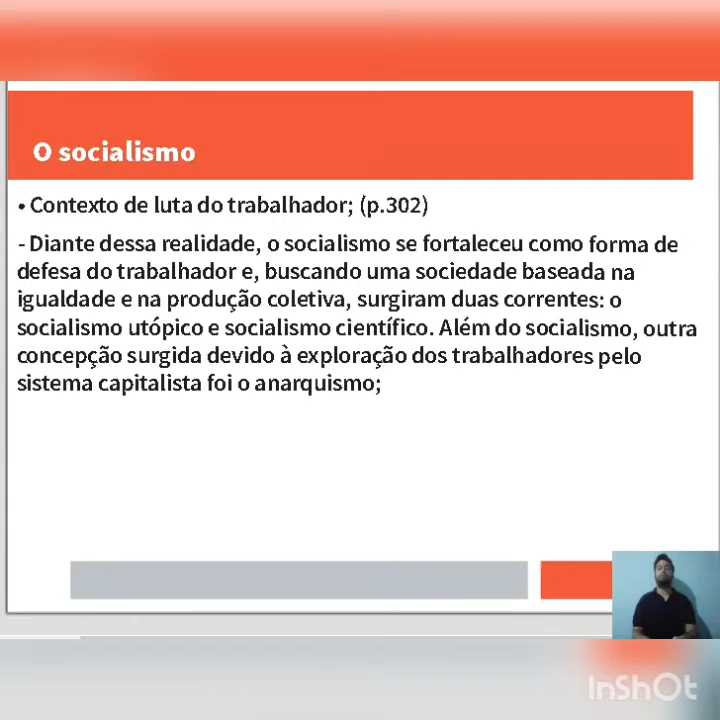 O socialismo
• Contexto de luta do trabalhador; (p.302)
- Diante dessa realidade, o socialismo se fortaleceu como forma de
defesa do trabalhador e, buscando uma sociedade baseada na
igualdade e na produção coletiva, surgiram duas correntes: o
socialismo utópico e socialismo científico. Além do socialismo, outra
concepção surgida devido à exploração dos trabalhadores pelo
sistema capitalista foi o anarquismo;
InShOt